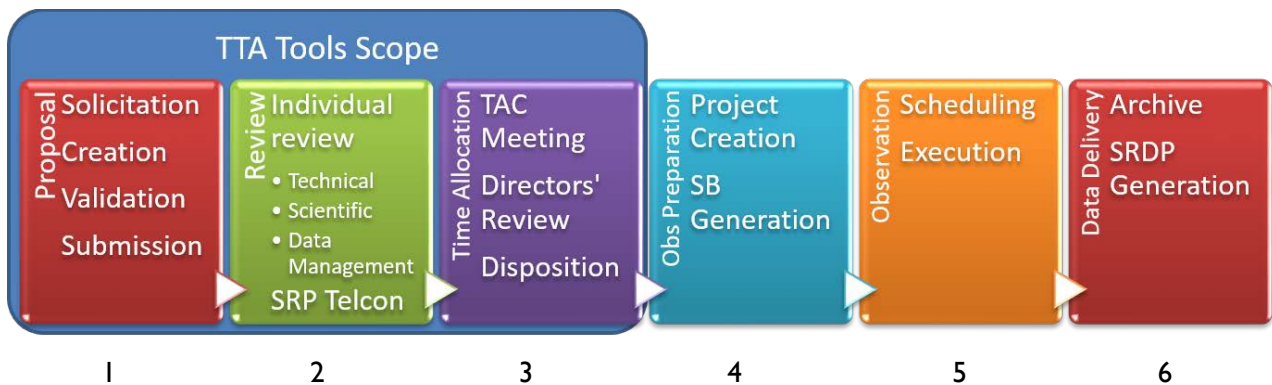 TTA Tools Scope
Proposal
Solicitation
Creation
Validation
Submission
Review
Individual
review
• Technical
• Scientific
• Data
Management
SRP Telcon
Time Allocation
TAC
Meeting
Directors'
Review
Disposition
Obs Preparation
Project
Creation
SB
Generation
Observation
Scheduling
Execution
Data Delivery
Archive
SRDP
Generation
1
2
3
4
5
6